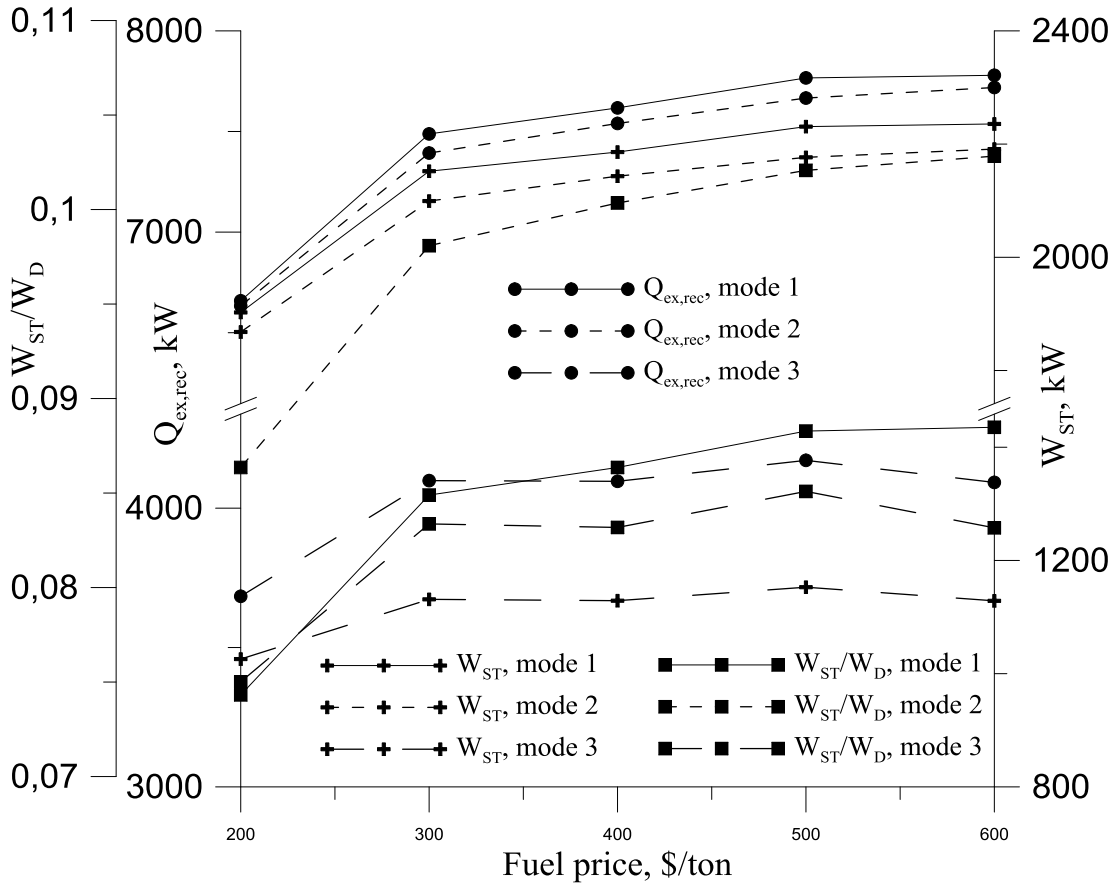 0,11
0,1
0,09
0,08
0,07
W_ST/W_D
8000
7000
4000
3000
Q_ex,rec, kW
Q_ex,rec, mode 1
Q_ex,rec, mode 2
Q_ex,rec, mode 3
W_ST, mode 1
W_ST, mode 2
W_ST, mode 3
W_ST/W_D, mode 1
W_ST/W_D, mode 2
W_ST/W_D, mode 3
2400
2000
1200
800
W_ST, kW
200 300 400 500 600
Fuel price, $/ton